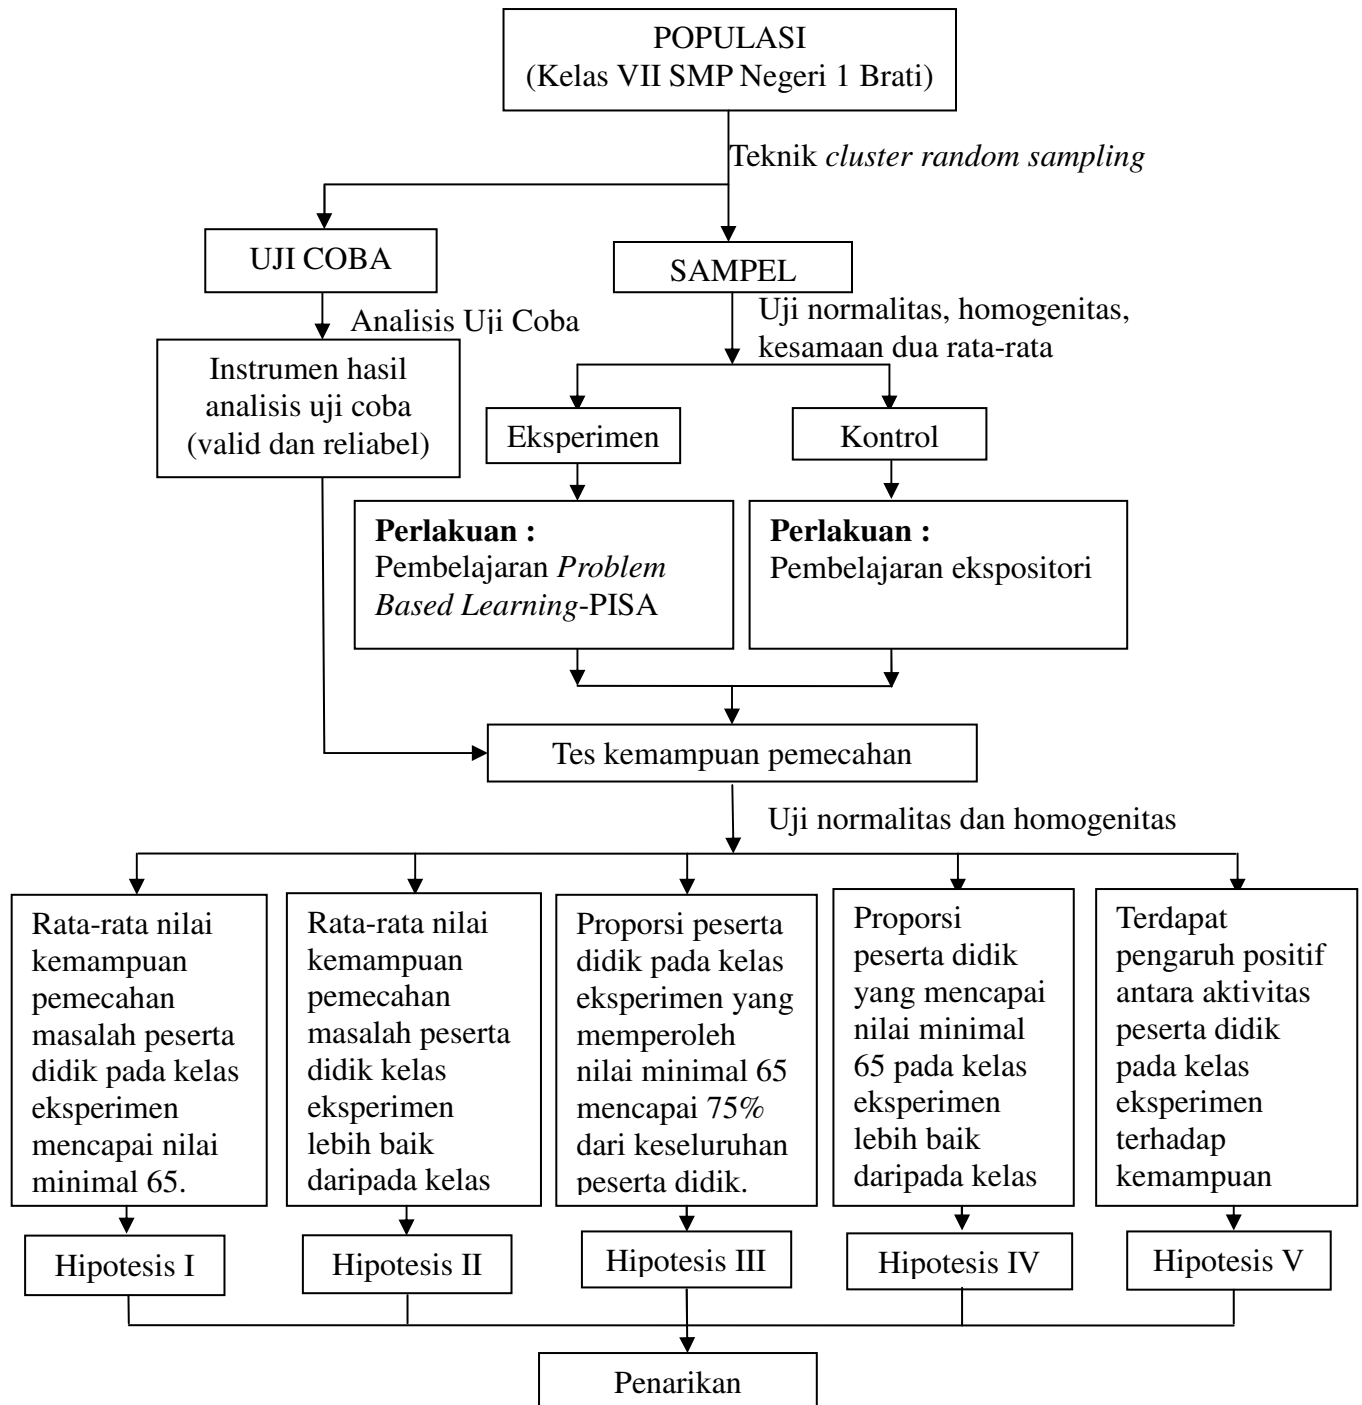 POPULASI
(Kelas VII SMP Negeri 1 Brati)
Teknik cluster random sampling
UJI COBA
SAMPEL
Analisis Uji Coba
Uji normalitas, homogenitas,
kesamaan dua rata-rata
Instrumen hasil
analisis uji coba
(valid dan reliabel)
Eksperimen
Kontrol
Perlakuan :
Pembelajaran Problem
Based Learning-PISA
Perlakuan :
Pembelajaran ekspositori
Tes kemampuan pemecahan
Uji normalitas dan homogenitas
Rata-rata nilai
kemampuan
pemecahan
masalah peserta
didik pada kelas
eksperimen
mencapai nilai
minimal 65.
Rata-rata nilai
kemampuan
pemecahan
masalah peserta
didik kelas
eksperimen
lebih baik
daripada kelas
Proporsi peserta
didik pada kelas
eksperimen yang
memperoleh
nilai minimal 65
mencapai 75%
dari keseluruhan
peserta didik.
Proporsi
peserta didik
yang mencapai
nilai minimal
65 pada kelas
eksperimen
lebih baik
daripada kelas
Terdapat
pengaruh positif
antara aktivitas
peserta didik
pada kelas
eksperimen
terhadap
kemampuan
Hipotesis I
Hipotesis II
Hipotesis III
Hipotesis IV
Hipotesis V
Penarikan